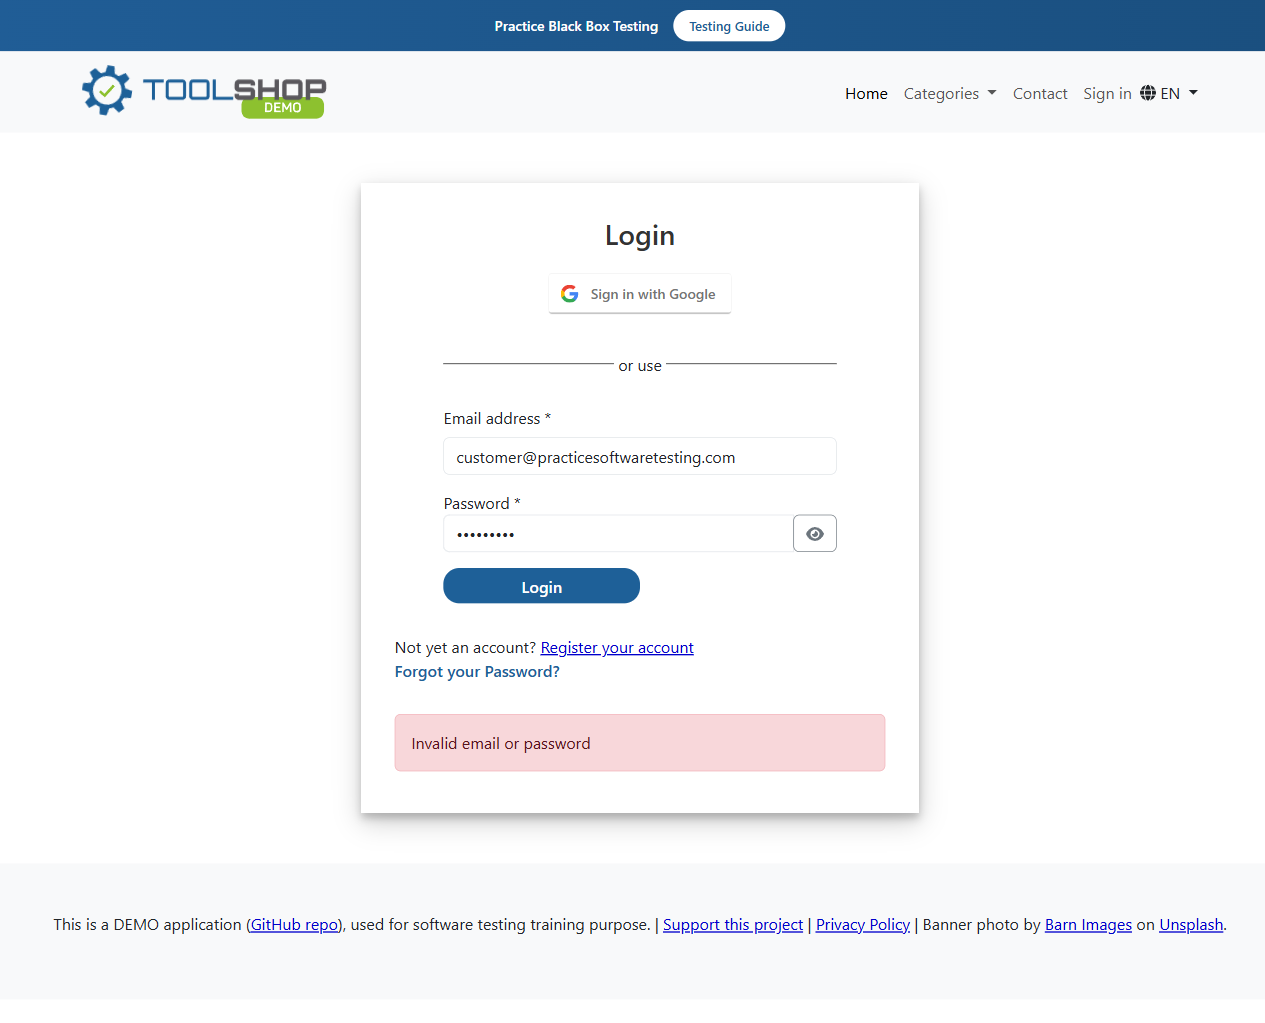 Practice Black Box Testing Testing Guide
TOOLSHOP
DEMO
Home Categories Contact Sign in EN
Login
Sign in with Google
or use
Email address *
customer@practicesoftwaretesting.com
Password *
•••••••••
Login
Not yet an account? Register your account
Forgot your Password?
Invalid email or password
This is a DEMO application (GitHub repo), used for software testing training purpose. | Support this project | Privacy Policy | Banner photo by Barn Images on Unsplash.